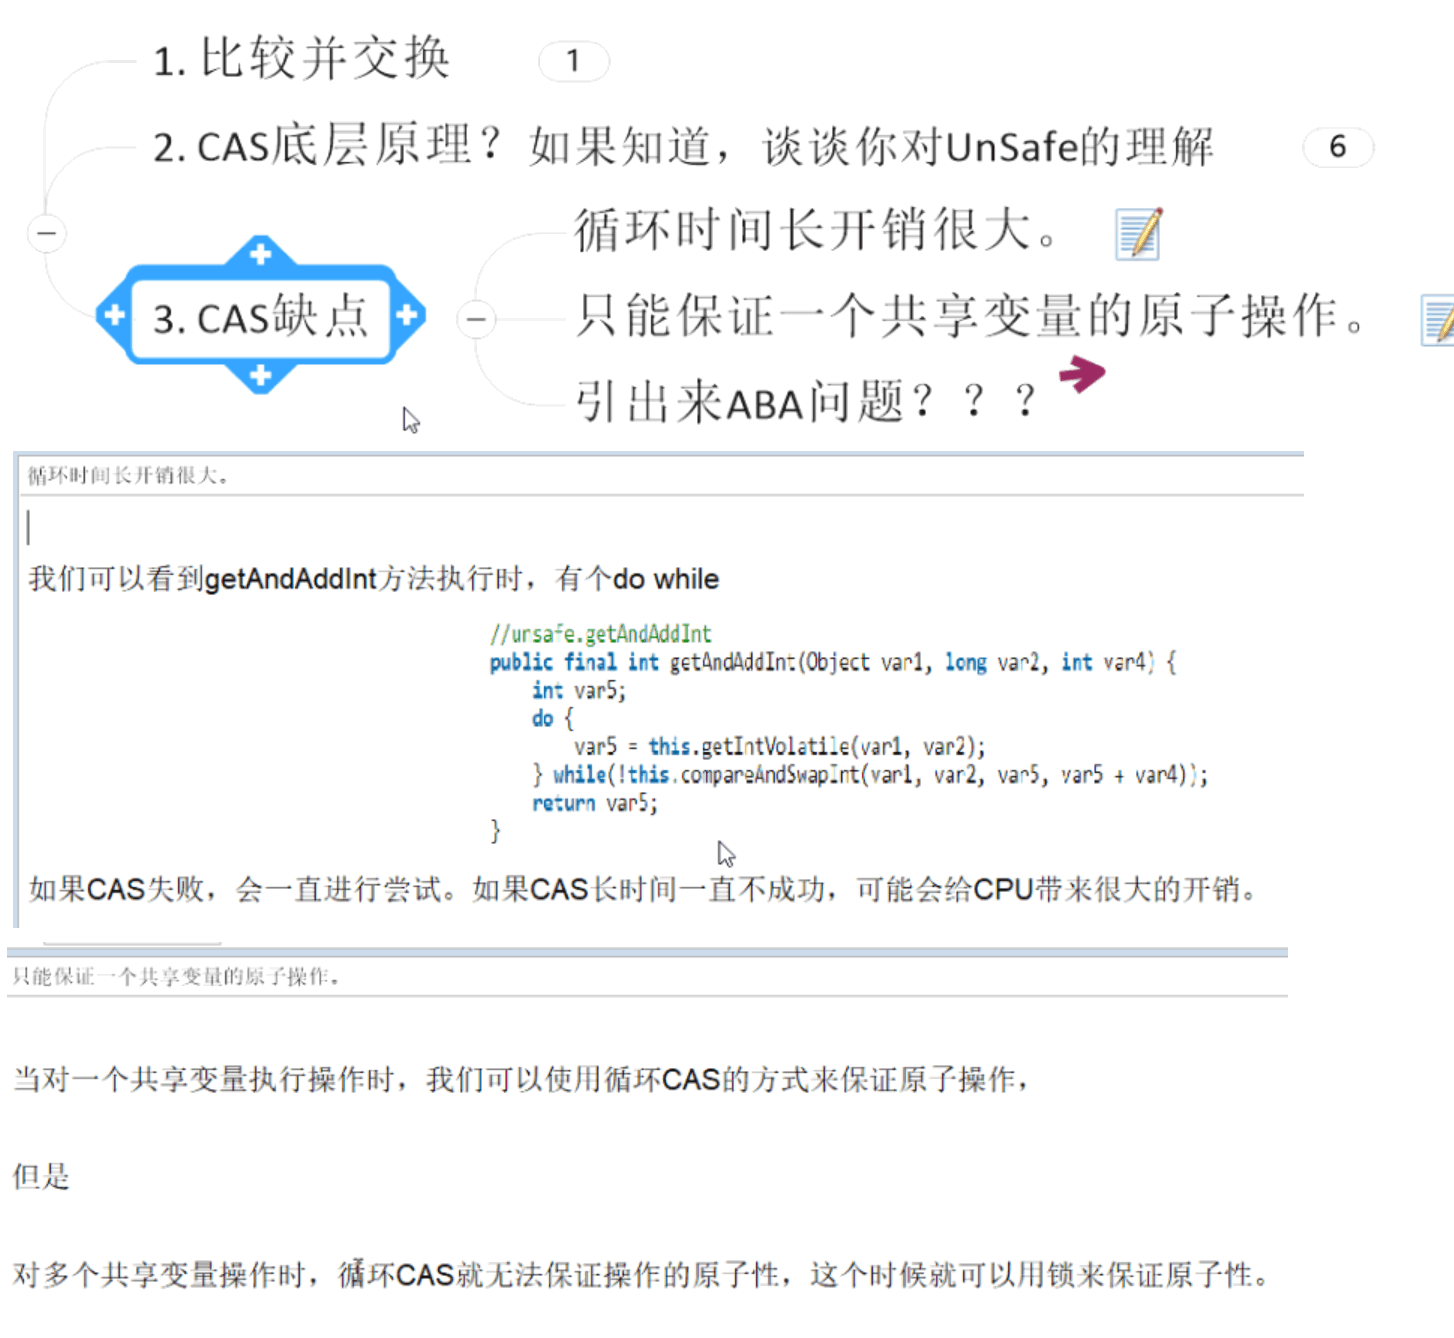 1. 比较并交换 1
2. CAS底层原理？如果知道，谈谈你对UnSafe的理解 6
3. CAS缺点
循环时间长开销很大。
只能保证一个共享变量的原子操作。
引出来ABA问题？？？
循环时间长开销很大。
我们可以看到getAndAddInt方法执行时，有个do while
//unsafe.getAndAddInt
public final int getAndAddInt(Object var1, long var2, int var4) {
int var5;
do {
var5 = this.getIntVolatile(var1, var2);
} while(!this.compareAndSwapInt(var1, var2, var5, var5 + var4));
return var5;
}
如果CAS失败，会一直进行尝试。如果CAS长时间一直不成功，可能会给CPU带来很大的开销。
只能保证一个共享变量的原子操作。
当对一个共享变量执行操作时，我们可以使用循环CAS的方式来保证原子操作，
但是
对多个共享变量操作时，循环CAS就无法保证操作的原子性，这个时候就可以用锁来保证原子性。